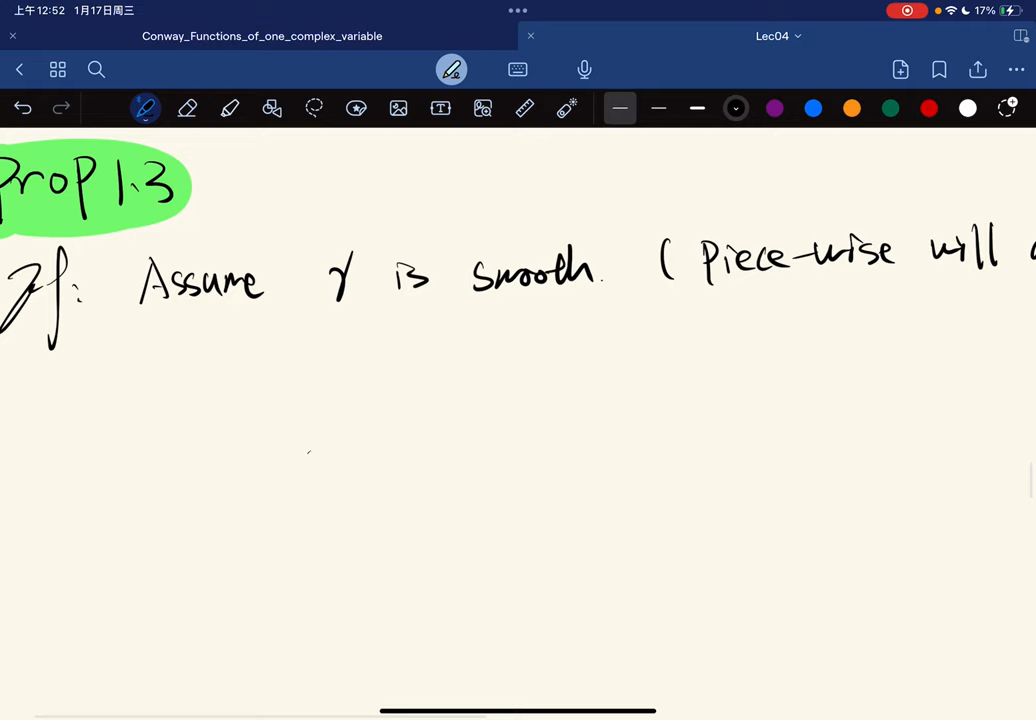 上午12:52 1月17日周三
17%
Conway_Functions_of_one_complex_variable
Lec04
Prop 1.3
Pf: Assume γ is smooth. (Piece-wise will